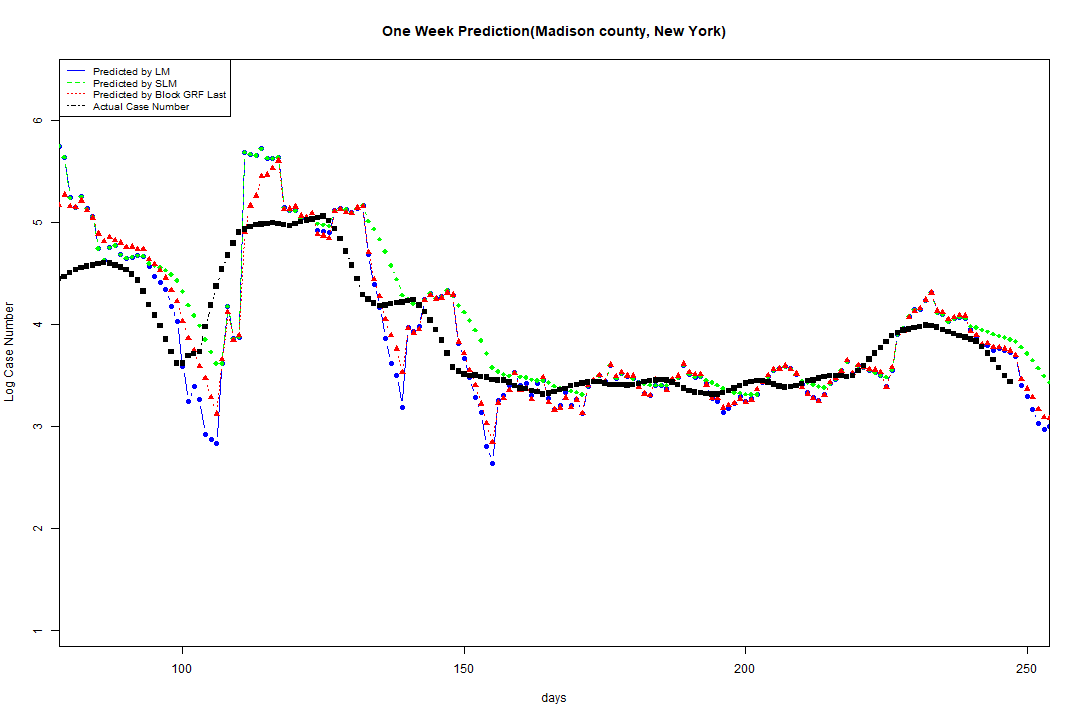 One Week Prediction(Madison county, New York)
Predicted by LM
Predicted by SLM
Predicted by Block GRF Last
Actual Case Number
Log Case Number
6
5
4
3
2
1
100 150 200 250
days